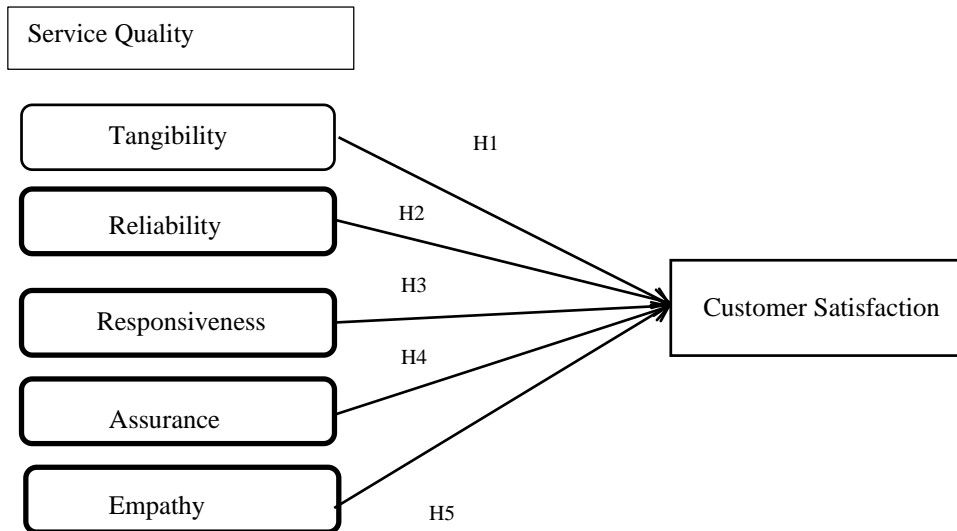 Service Quality
Tangibility
H1
Reliability
H2
H3
Responsiveness
Customer Satisfaction
H4
Assurance
Empathy
H5